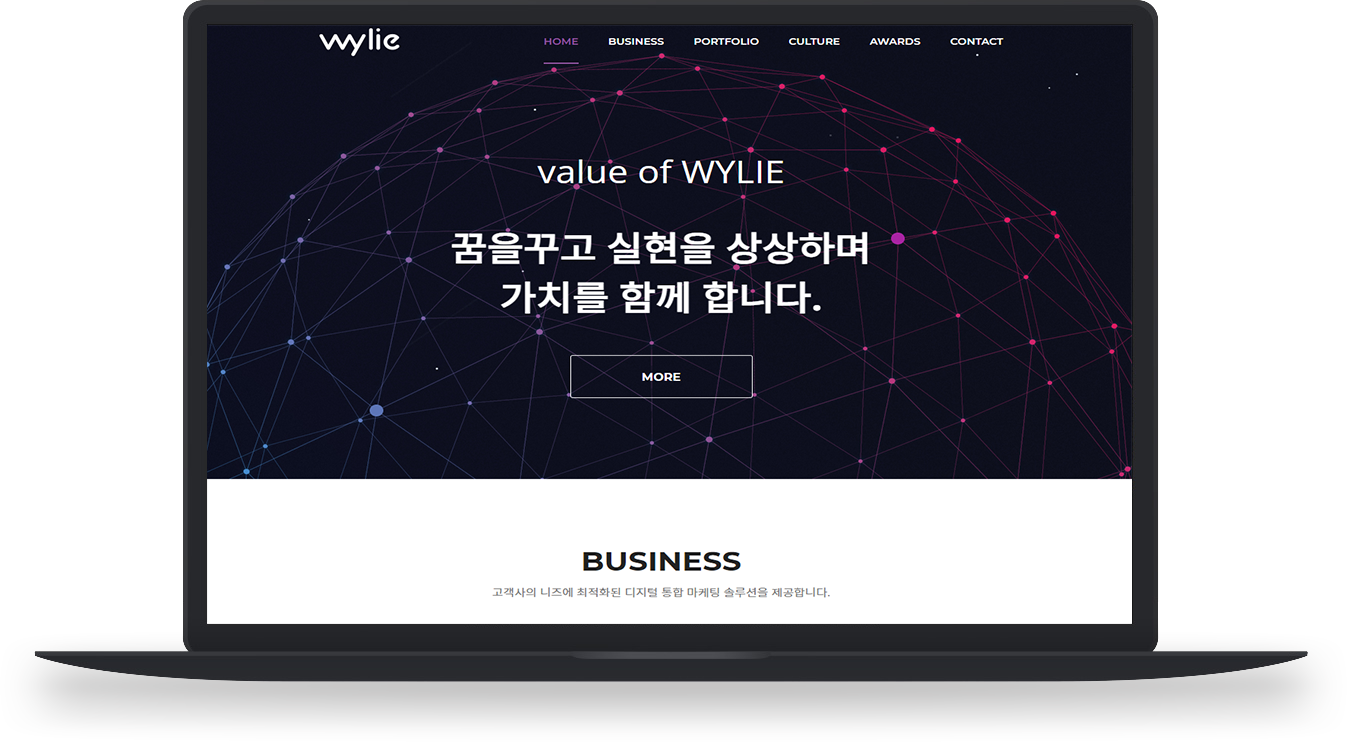 wylie
HOME BUSINESS PORTFOLIO CULTURE AWARDS CONTACT
value of WYLIE
꿈을꾸고 실현을 상상하며
가치를 함께 합니다.
MORE
BUSINESS
고객사의 니즈에 최적화된 디지털 통합 마케팅 솔루션을 제공합니다.